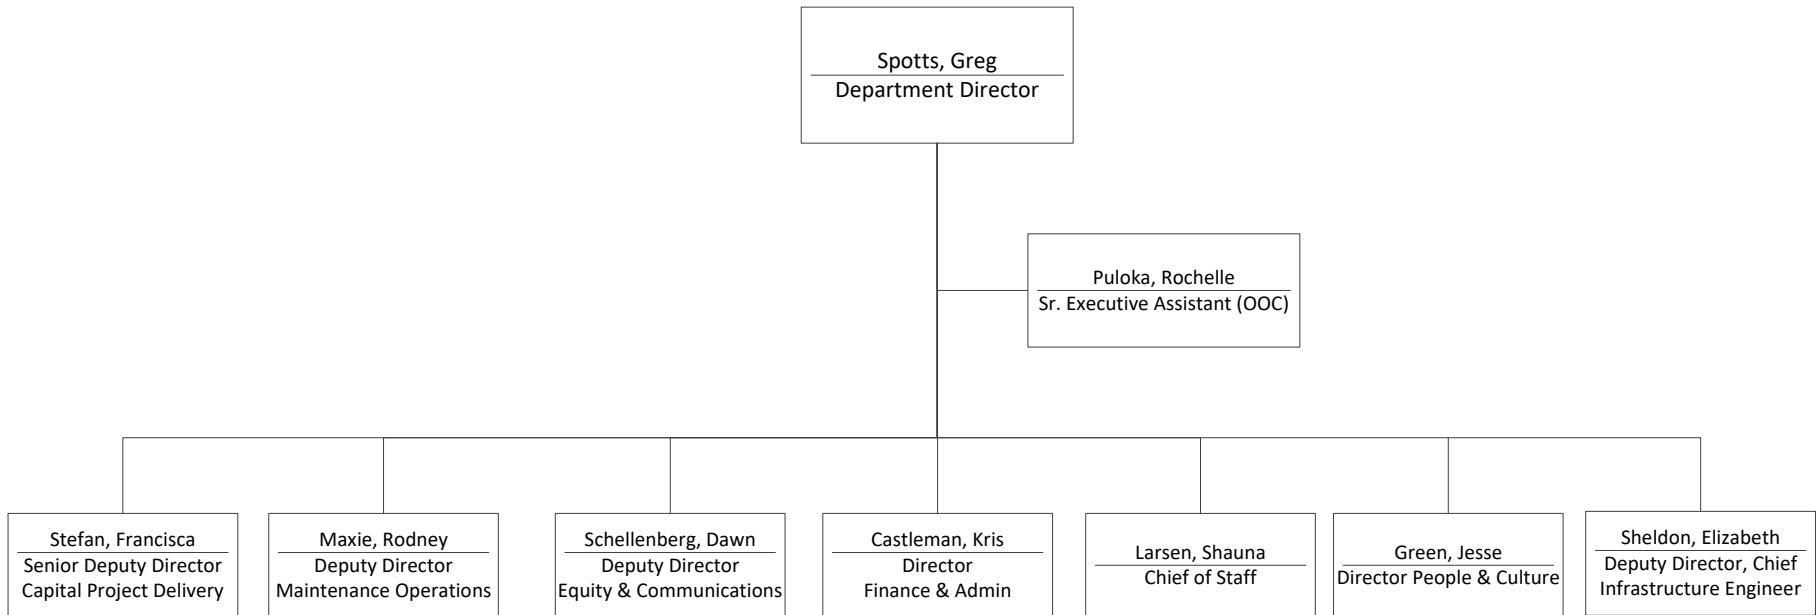 Spotts, Greg
Department Director
Puloka, Rochelle
Sr. Executive Assistant (OOC)
Stefan, Francisca
Senior Deputy Director
Capital Project Delivery
Maxie, Rodney
Deputy Director
Maintenance Operations
Schellenberg, Dawn
Deputy Director
Equity & Communications
Castleman, Kris
Director
Finance & Admin
Larsen, Shauna
Chief of Staff
Green, Jesse
Director People & Culture
Sheldon, Elizabeth
Deputy Director, Chief
Infrastructure Engineer